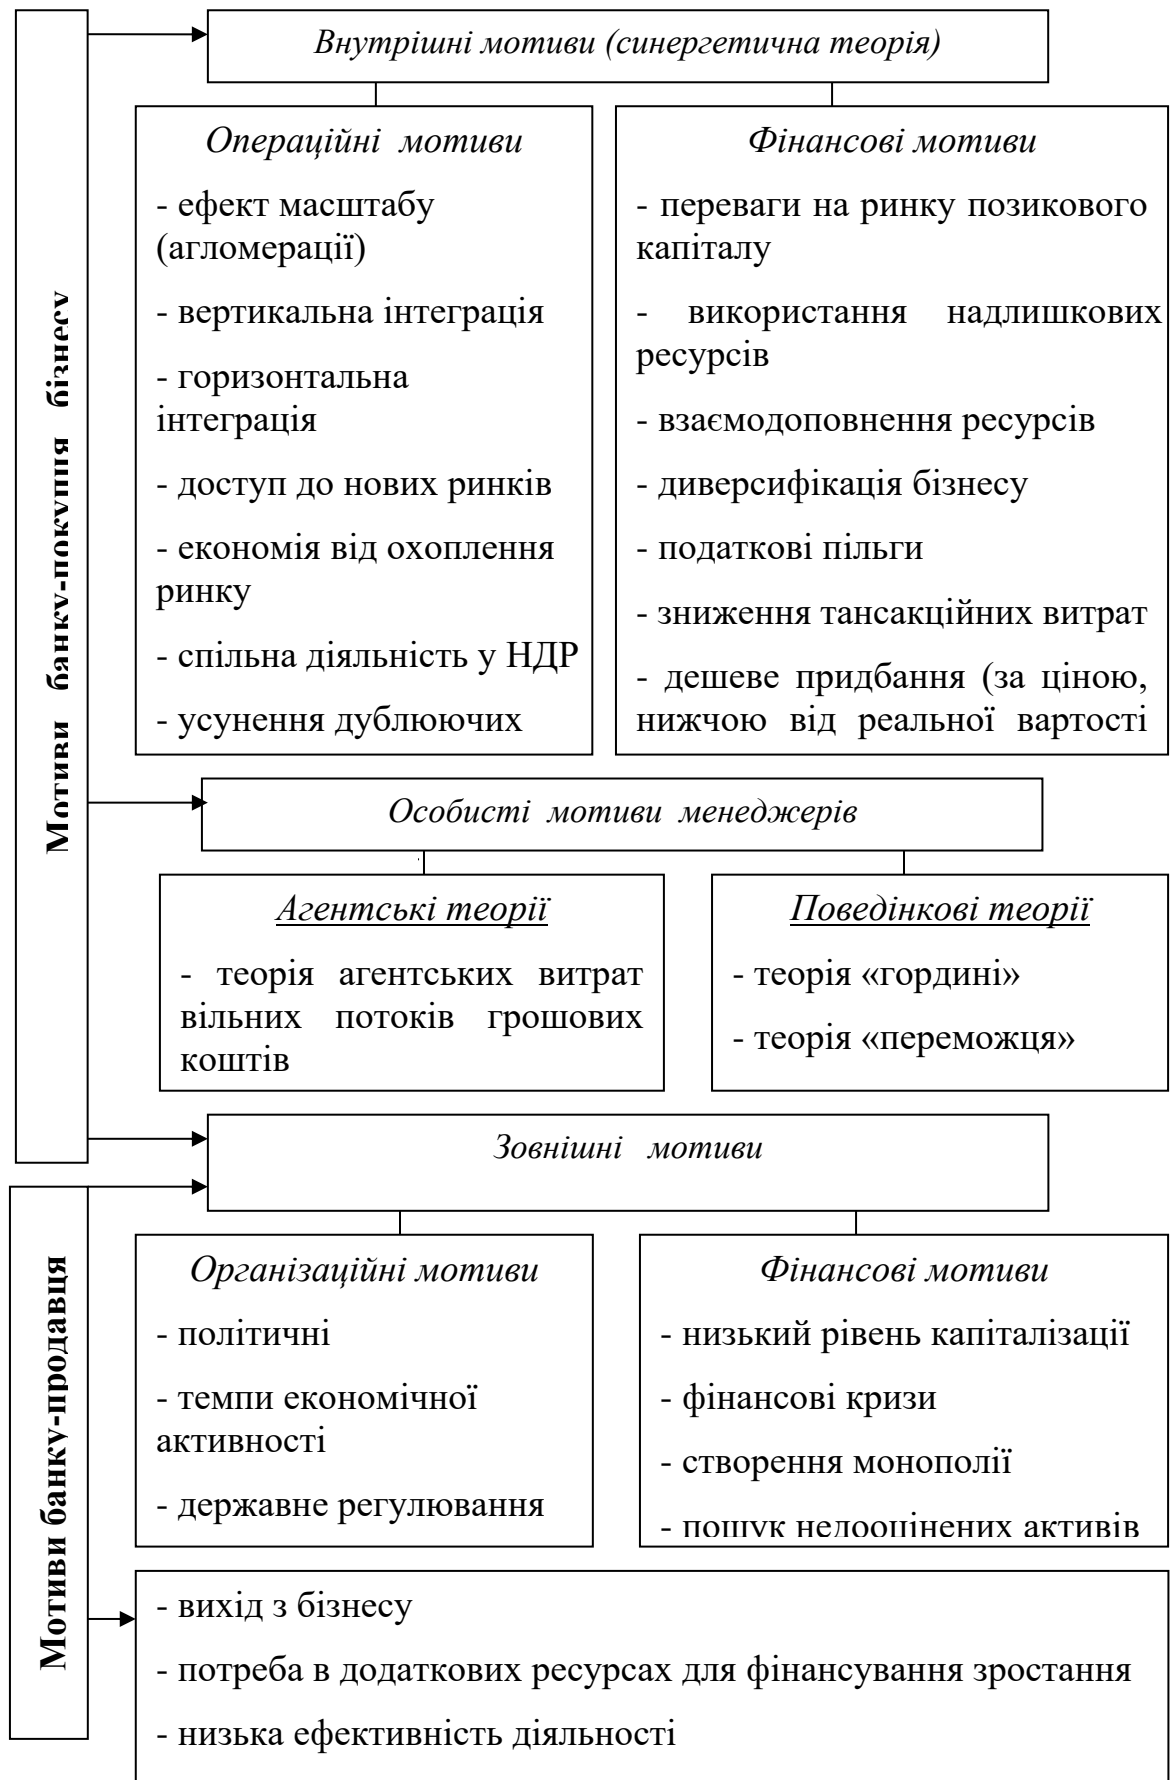 Внутрішні мотиви (синергетична теорія)
Операційні мотиви
- ефект масштабу
(агломерації)
- вертикальна інтеграція
- горизонтальна
інтеграція
- доступ до нових ринків
- економія від охоплення
ринку
- спільна діяльність у НДР
- усунення дублюючих
Фінансові мотиви
- переваги на ринку позикового
капіталу
- використання надлишкових
ресурсів
- взаємодоповнення ресурсів
- диверсифікація бізнесу
- податкові пільги
- зниження тансакційних витрат
- дешеве придбання (за ціною,
нижчою від реальної вартості
Мотиви банку-покупця бізнесу
Особисті мотиви менеджерів
Агентські теорії
- теорія агентських витрат
вільних потоків грошових
коштів
Поведінкові теорії
- теорія «гордині»
- теорія «переможця»
Зовнішні мотиви
Організаційні мотиви
- політичні
- темпи економічної
активності
- державне регулювання
Фінансові мотиви
- низький рівень капіталізації
- фінансові кризи
- створення монополії
- пошук недооцінених активів
Мотиви банку-продавця
- вихід з бізнесу
- потреба в додаткових ресурсах для фінансування зростання
- низька ефективність діяльності